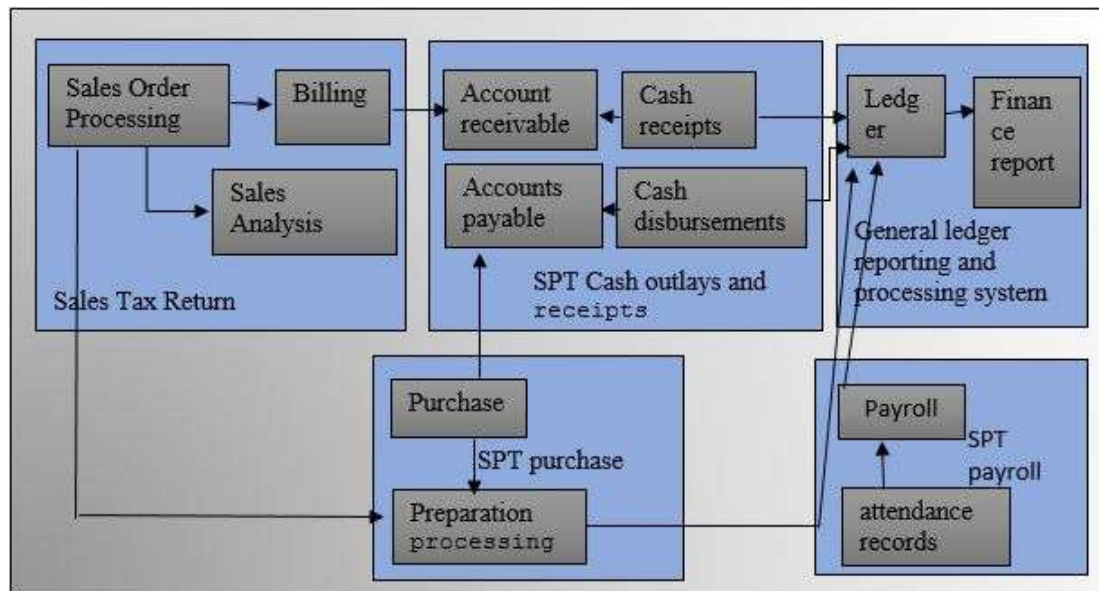 Sales Order
Processing
Billing
Sales
Analysis
Sales Tax Return
Account
receivable
Cash
receipts
Accounts
payable
Cash
disbursements
SPT Cash outlays and
receipts
Ledg
er
Finan
ce
report
General ledger
reporting and
processing system
Purchase
SPT purchase
Preparation
processing
Payroll
SPT
payroll
attendance
records